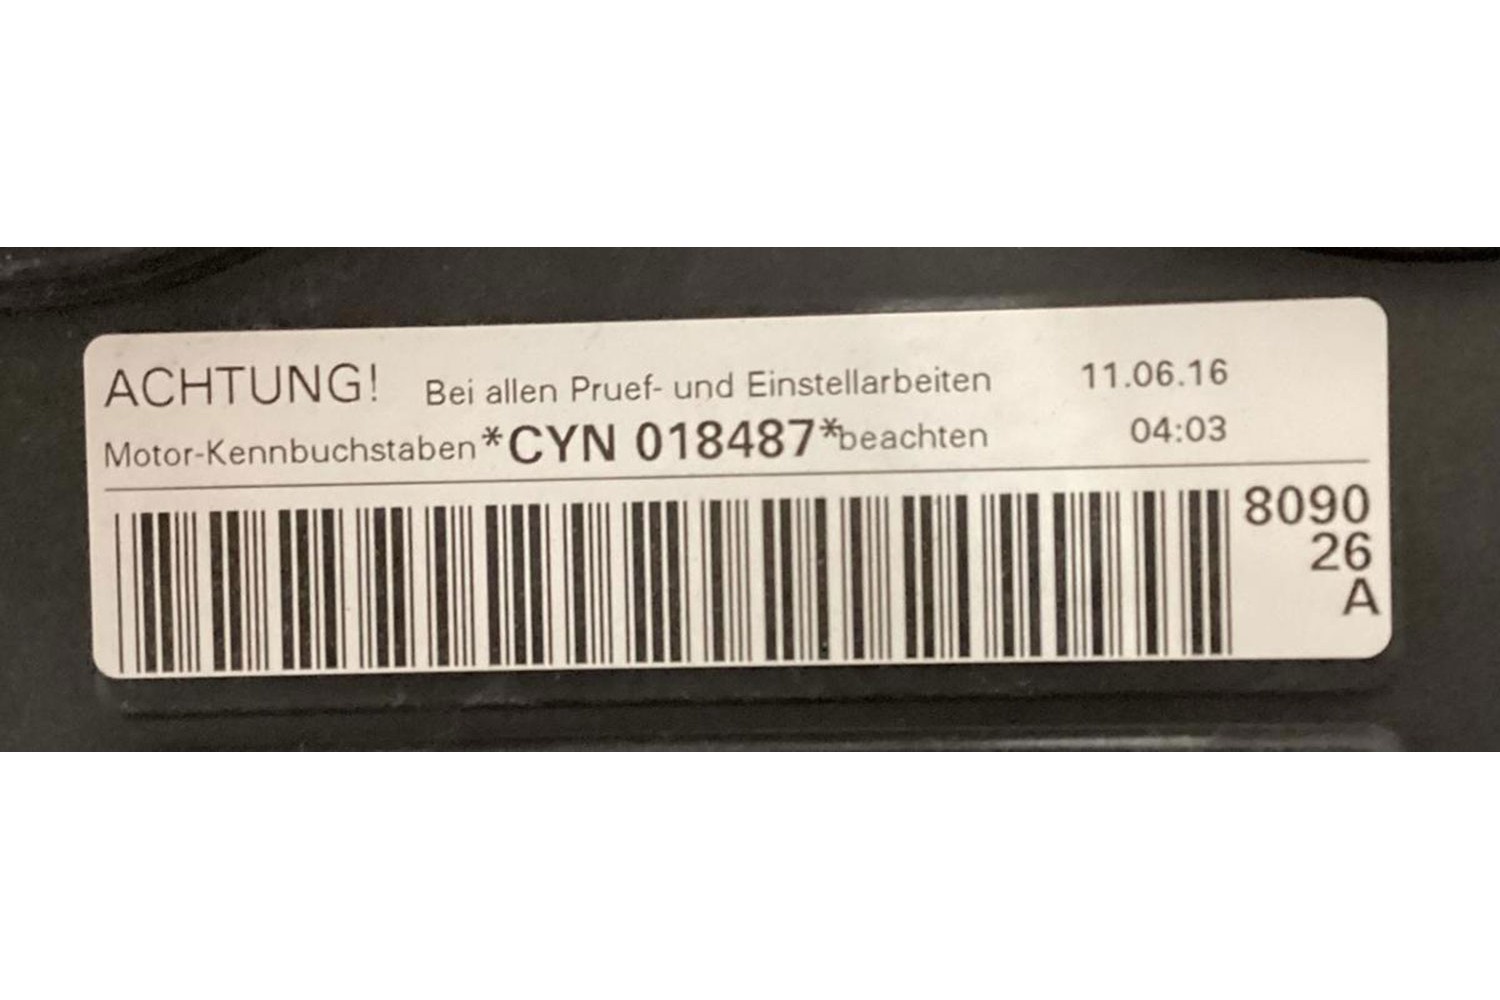 ACHTUNG! Bei allen Pruef- und Einstellarbeiten 11.06.16
Motor-Kennbuchstaben *CYN 018487* beachten 04:03
8090
26
A